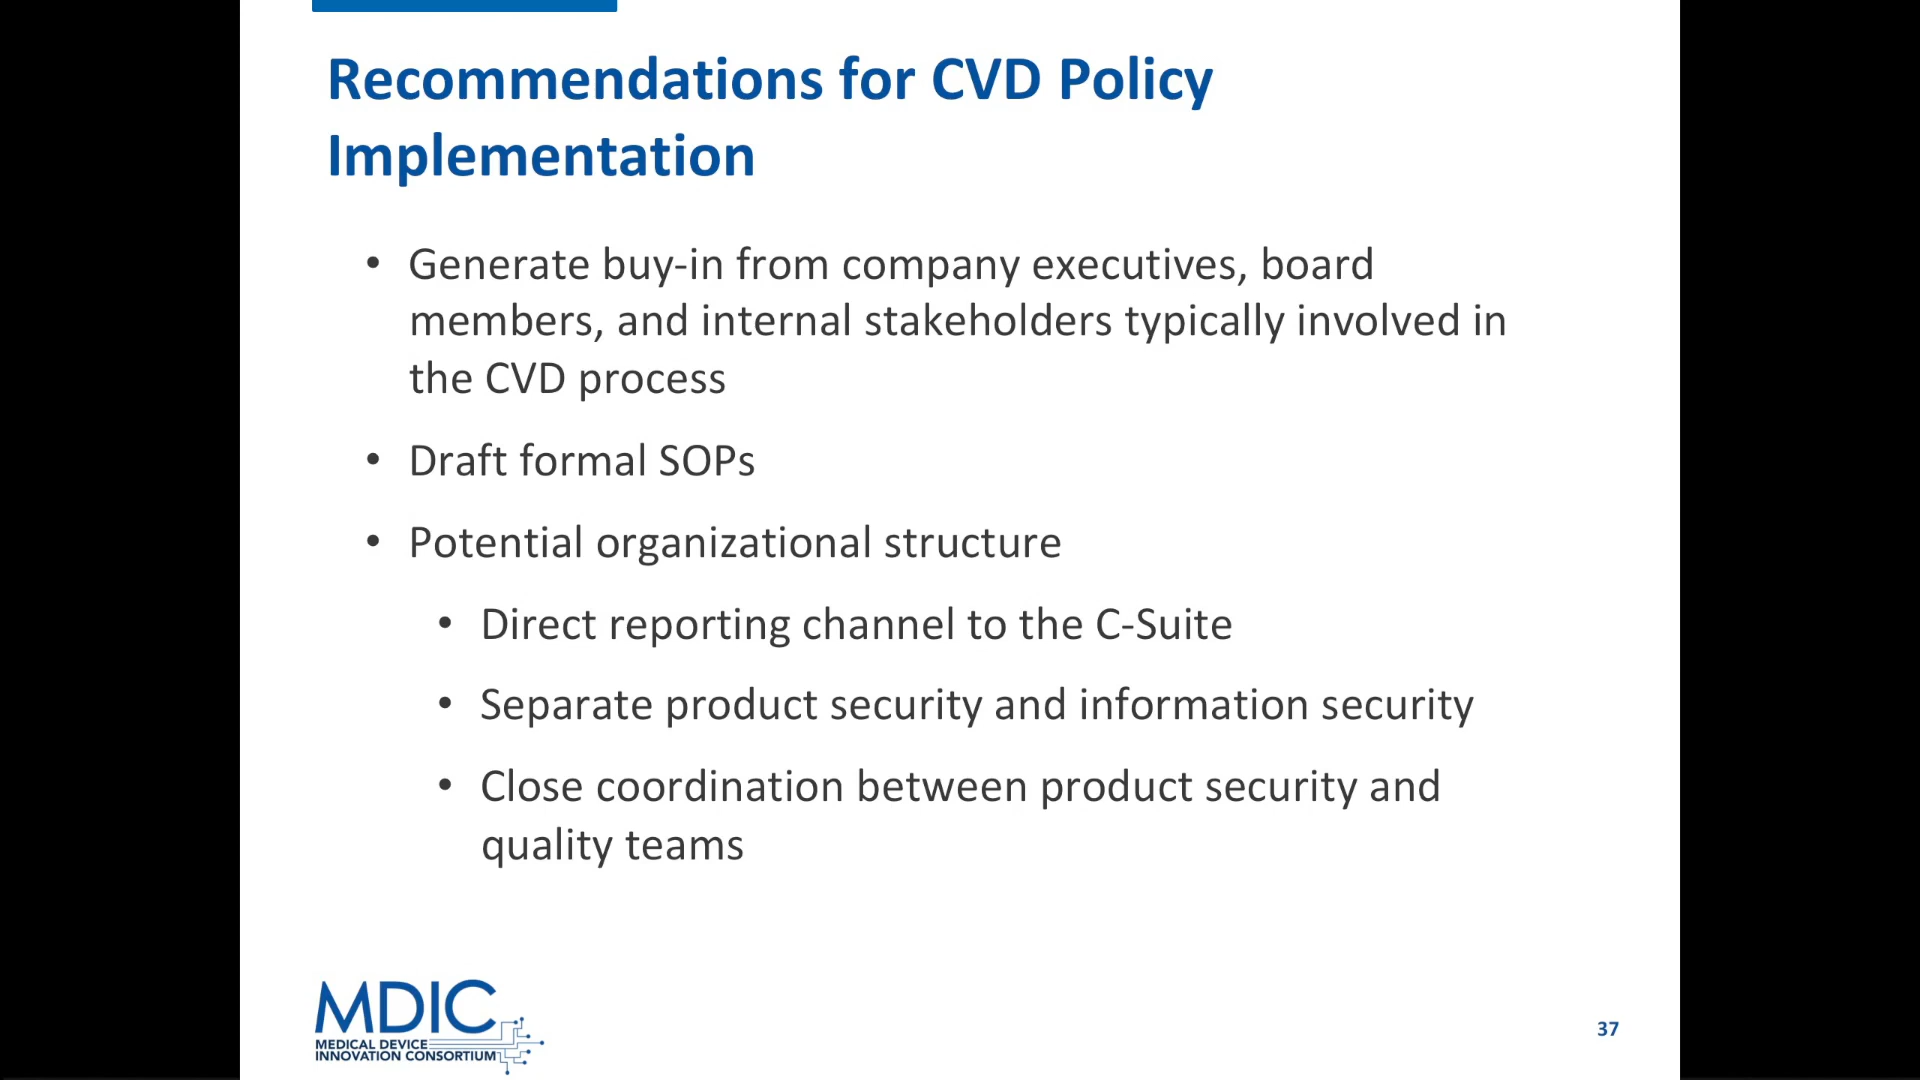 Recommendations for CVD Policy
Implementation
• Generate buy-in from company executives, board
members, and internal stakeholders typically involved in
the CVD process
• Draft formal SOPs
• Potential organizational structure
• Direct reporting channel to the C-Suite
• Separate product security and information security
• Close coordination between product security and
quality teams
MDIC
MEDICAL DEVICE
INNOVATION CONSORTIUM
37